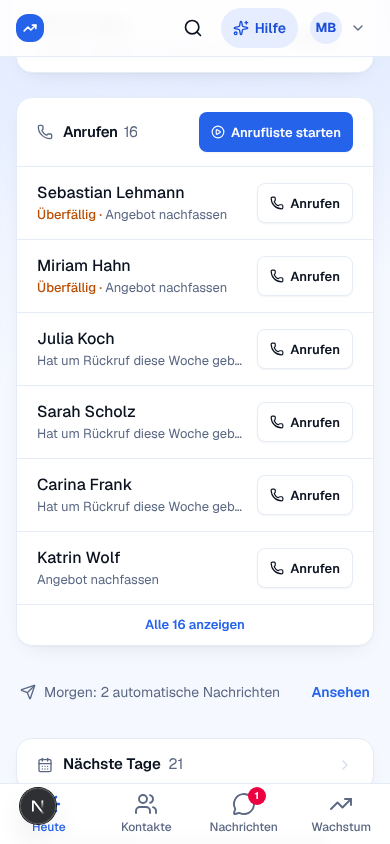 Hilfe
MB
Anrufen 16
Anrufliste starten
Sebastian Lehmann
Überfällig · Angebot nachfassen
Anrufen
Miriam Hahn
Überfällig · Angebot nachfassen
Anrufen
Julia Koch
Hat um Rückruf diese Woche geb…
Anrufen
Sarah Scholz
Hat um Rückruf diese Woche geb…
Anrufen
Carina Frank
Hat um Rückruf diese Woche geb…
Anrufen
Katrin Wolf
Angebot nachfassen
Anrufen
Alle 16 anzeigen
Morgen: 2 automatische Nachrichten
Ansehen
Nächste Tage 21
N
1
Heute
Kontakte
Nachrichten
Wachstum